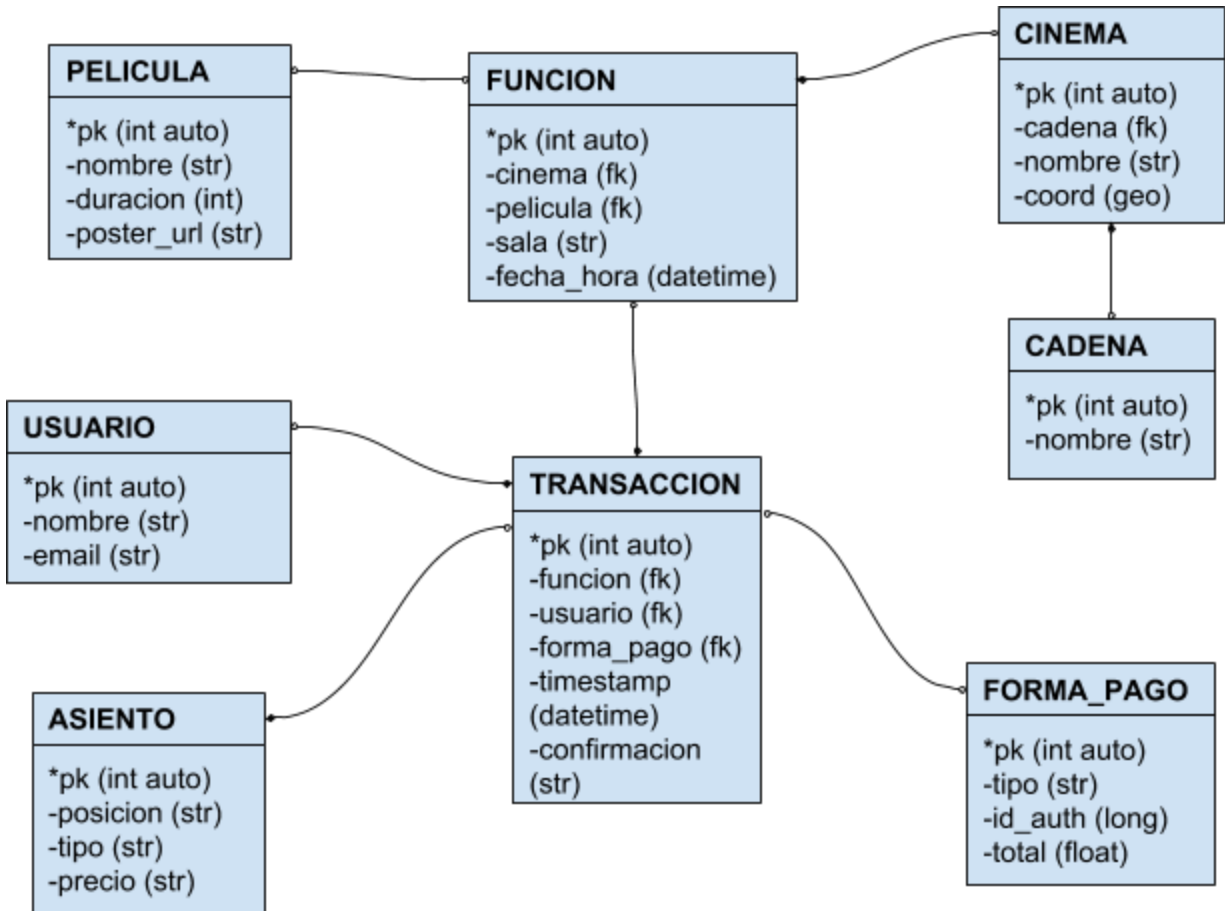 PELICULA
*pk (int auto)
-nombre (str)
-duracion (int)
-poster_url (str)
FUNCION
*pk (int auto)
-cinema (fk)
-pelicula (fk)
-sala (str)
-fecha_hora (datetime)
CINEMA
*pk (int auto)
-cadena (fk)
-nombre (str)
-coord (geo)
CADENA
*pk (int auto)
-nombre (str)
USUARIO
*pk (int auto)
-nombre (str)
-email (str)
TRANSACCION
*pk (int auto)
-funcion (fk)
-usuario (fk)
-forma_pago (fk)
-timestamp
(datetime)
-confirmacion
(str)
ASIENTO
*pk (int auto)
-posicion (str)
-tipo (str)
-precio (str)
FORMA_PAGO
*pk (int auto)
-tipo (str)
-id_auth (long)
-total (float)